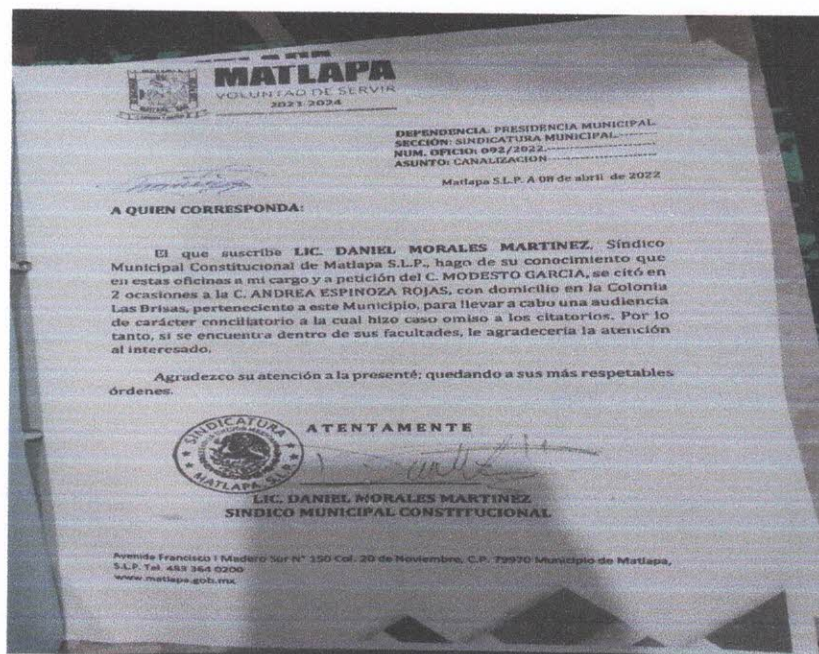 MATLAPA
VOLUNTAD DE SERVIR
2021-2024
DEPENDENCIA: PRESIDENCIA MUNICIPAL.
SECCIÓN: SINDICATURA MUNICIPAL.----------
NUM. OFICIO: 092/2022.--------------------------
ASUNTO: CANALIZACION--------------------
Matlapa S.L.P. A 08 de abril de 2022
A QUIEN CORRESPONDA:
El que suscribe LIC. DANIEL MORALES MARTINEZ, Síndico
Municipal Constitucional de Matlapa S.L.P., hago de su conocimiento que
en estas oficinas a mi cargo y a petición del C. MODESTO GARCIA, se citó en
2 ocasiones a la C. ANDREA ESPINOZA ROJAS, con domicilio en la Colonia
Las Brisas, perteneciente a este Municipio, para llevar a cabo una audiencia
de carácter conciliatorio a la cual hizo caso omiso a los citatorios. Por lo
tanto, si se encuentra dentro de sus facultades, le agradecería la atención
al interesado.
Agradezco su atención a la presenté; quedando a sus más respetables
órdenes.
ATENTAMENTE
SINDICATURA
MATLAPA, S.L.P.
LIC. DANIEL MORALES MARTINEZ
SINDICO MUNICIPAL CONSTITUCIONAL
Avenida Francisco I Madero Sur N° 150 Col. 20 de Noviembre, C.P. 79970 Municipio de Matlapa,
S.L.P. Tel. 483 364 0200
www.matlapa.gob.mx